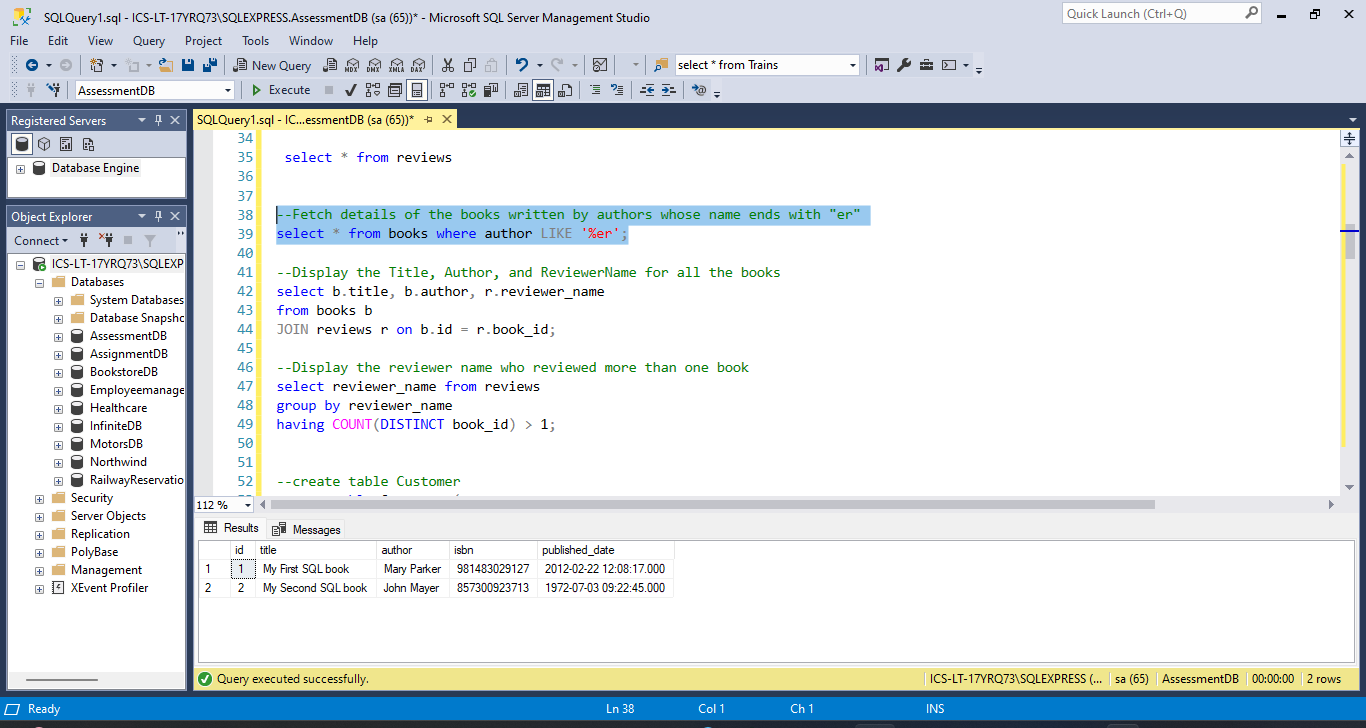 SQLQuery1.sql - ICS-LT-17YRQ73\SQLEXPRESS.AssessmentDB (sa (65))* - Microsoft SQL Server Management Studio
Quick Launch (Ctrl+Q)
File Edit View Query Project Tools Window Help
New Query MDX DMX XMLA DAX select * from Trains
AssessmentDB Execute
Registered Servers
Database Engine
Object Explorer
Connect
ICS-LT-17YRQ73\SQLEXP
Databases
System Databases
Database Snapshc
AssessmentDB
AssignmentDB
BookstoreDB
Employeemanage
Healthcare
InfiniteDB
MotorsDB
Northwind
RailwayReservatio
Security
Server Objects
Replication
PolyBase
Management
XEvent Profiler
SQLQuery1.sql - IC...essmentDB (sa (65))*
34
35 select * from reviews
36
37
38 --Fetch details of the books written by authors whose name ends with "er"
39 select * from books where author LIKE '%er';
40
41 --Display the Title, Author, and ReviewerName for all the books
42 select b.title, b.author, r.reviewer_name
43 from books b
44 JOIN reviews r on b.id = r.book_id;
45
46 --Display the reviewer name who reviewed more than one book
47 select reviewer_name from reviews
48 group by reviewer_name
49 having COUNT(DISTINCT book_id) > 1;
50
51
52 --create table Customer
112 %
Results Messages
id title author isbn published_date
1 1 My First SQL book Mary Parker 981483029127 2012-02-22 12:08:17.000
2 2 My Second SQL book John Mayer 857300923713 1972-07-03 09:22:45.000
Query executed successfully. ICS-LT-17YRQ73\SQLEXPRESS (... sa (65) AssessmentDB 00:00:00 2 rows
Ready Ln 38 Col 1 Ch 1 INS